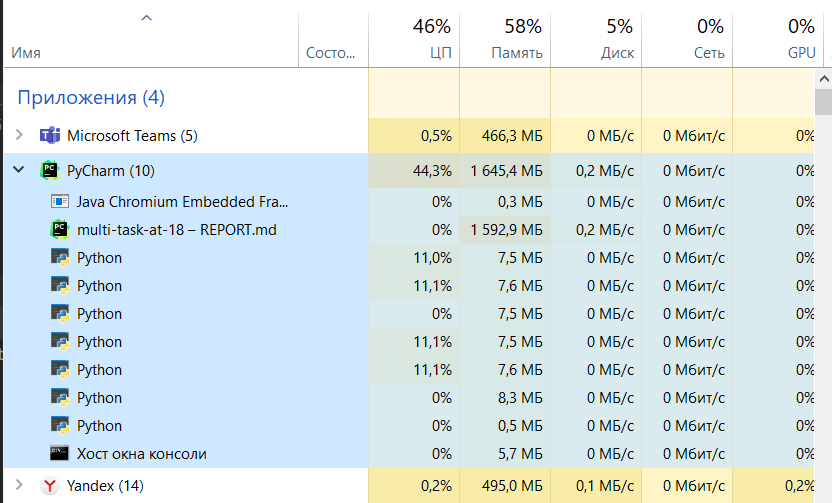 46% 58% 5% 0% 0%
Имя Состо... ЦП Память Диск Сеть GPU
Приложения (4)
Microsoft Teams (5) 0,5% 466,3 МБ 0 МБ/с 0 Мбит/с 0%
PyCharm (10) 44,3% 1 645,4 МБ 0,2 МБ/с 0 Мбит/с 0%
Java Chromium Embedded Fra... 0% 0,3 МБ 0 МБ/с 0 Мбит/с 0%
multi-task-at-18 – REPORT.md 0% 1 592,9 МБ 0,2 МБ/с 0 Мбит/с 0%
Python 11,0% 7,5 МБ 0 МБ/с 0 Мбит/с 0%
Python 11,1% 7,6 МБ 0 МБ/с 0 Мбит/с 0%
Python 0% 7,5 МБ 0 МБ/с 0 Мбит/с 0%
Python 11,1% 7,5 МБ 0 МБ/с 0 Мбит/с 0%
Python 11,1% 7,6 МБ 0 МБ/с 0 Мбит/с 0%
Python 0% 8,3 МБ 0 МБ/с 0 Мбит/с 0%
Python 0% 0,5 МБ 0 МБ/с 0 Мбит/с 0%
Хост окна консоли 0% 5,7 МБ 0 МБ/с 0 Мбит/с 0%
Yandex (14) 0,2% 495,0 МБ 0,1 МБ/с 0 Мбит/с 0,2%